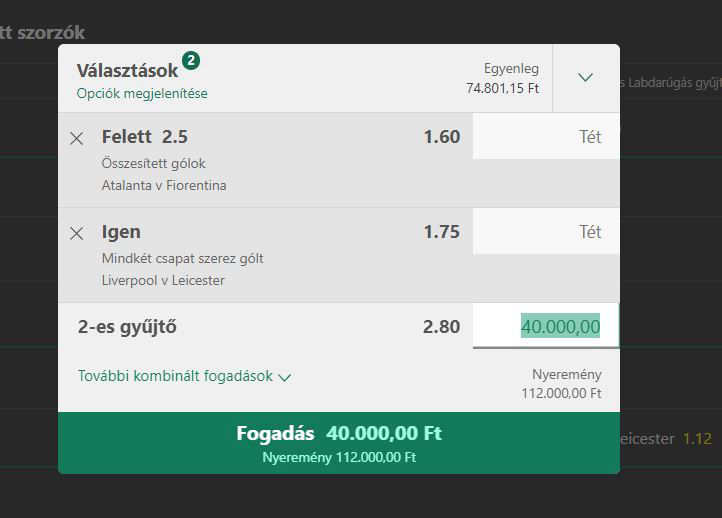 tt szorzók
Választások 2
Opciók megjelenítése
Egyenleg
74.801,15 Ft
s Labdarúgás gyűjt
Felett 2.5 1.60 Tét
Összesített gólok
Atalanta v Fiorentina
Igen 1.75 Tét
Mindkét csapat szerez gólt
Liverpool v Leicester
2-es gyűjtő 2.80 40.000,00
További kombinált fogadások
Nyeremény
112.000,00 Ft
Fogadás 40.000,00 Ft
Nyeremény 112.000,00 Ft
eicester 1.12